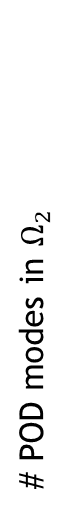 # POD modes in Ω₂